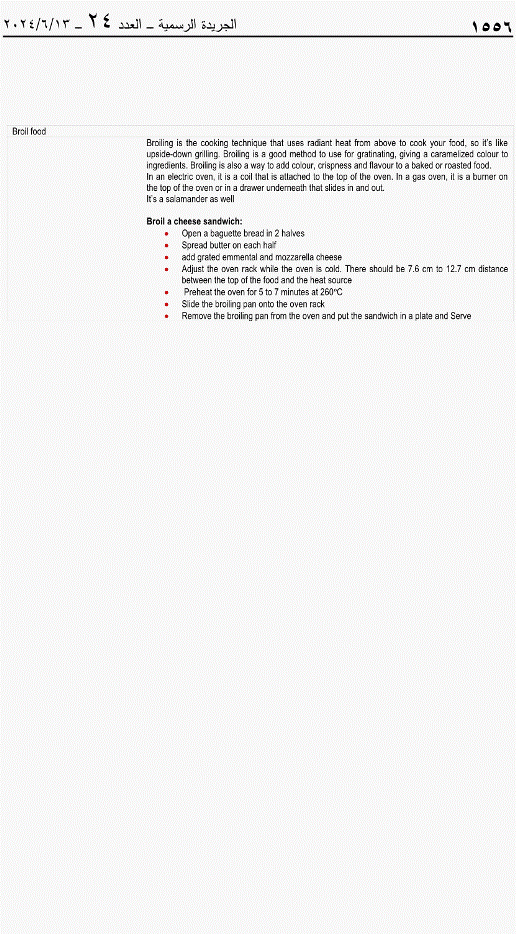 ١٥٥٦ الجريدة الرسمية – العدد ٢٤ – ٢٠٢٤/٦/١٣
Broil food
Broiling is the cooking technique that uses radiant heat from above to cook your food, so it's like
upside-down grilling. Broiling is a good method to use for gratinating, giving a caramelized colour to
ingredients. Broiling is also a way to add colour, crispness and flavour to a baked or roasted food.
In an electric oven, it is a coil that is attached to the top of the oven. In a gas oven, it is a burner on
the top of the oven or in a drawer underneath that slides in and out.
It's a salamander as well
Broil a cheese sandwich:
• Open a baguette bread in 2 halves
• Spread butter on each half
• add grated emmental and mozzarella cheese
• Adjust the oven rack while the oven is cold. There should be 7.6 cm to 12.7 cm distance
between the top of the food and the heat source
• Preheat the oven for 5 to 7 minutes at 260°C
• Slide the broiling pan onto the oven rack
• Remove the broiling pan from the oven and put the sandwich in a plate and Serve